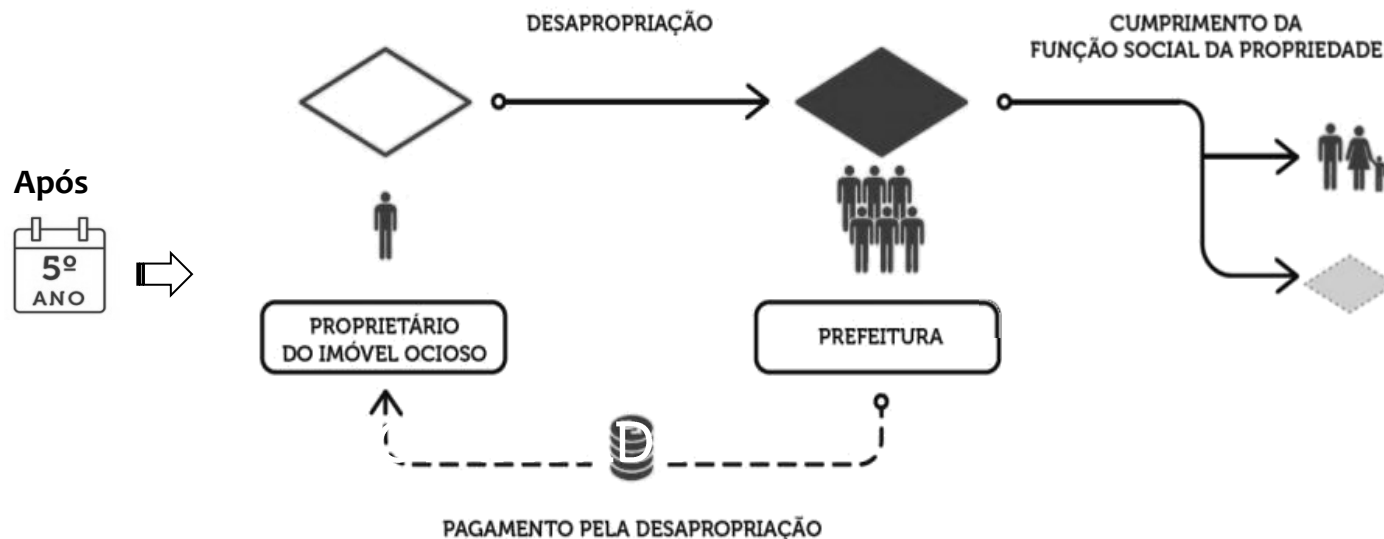 DESAPROPRIAÇÃO
CUMPRIMENTO DA
FUNÇÃO SOCIAL DA PROPRIEDADE
Após
5º
ANO
PROPRIETÁRIO
DO IMÓVEL OCIOSO
PREFEITURA
D
PAGAMENTO PELA DESAPROPRIAÇÃO